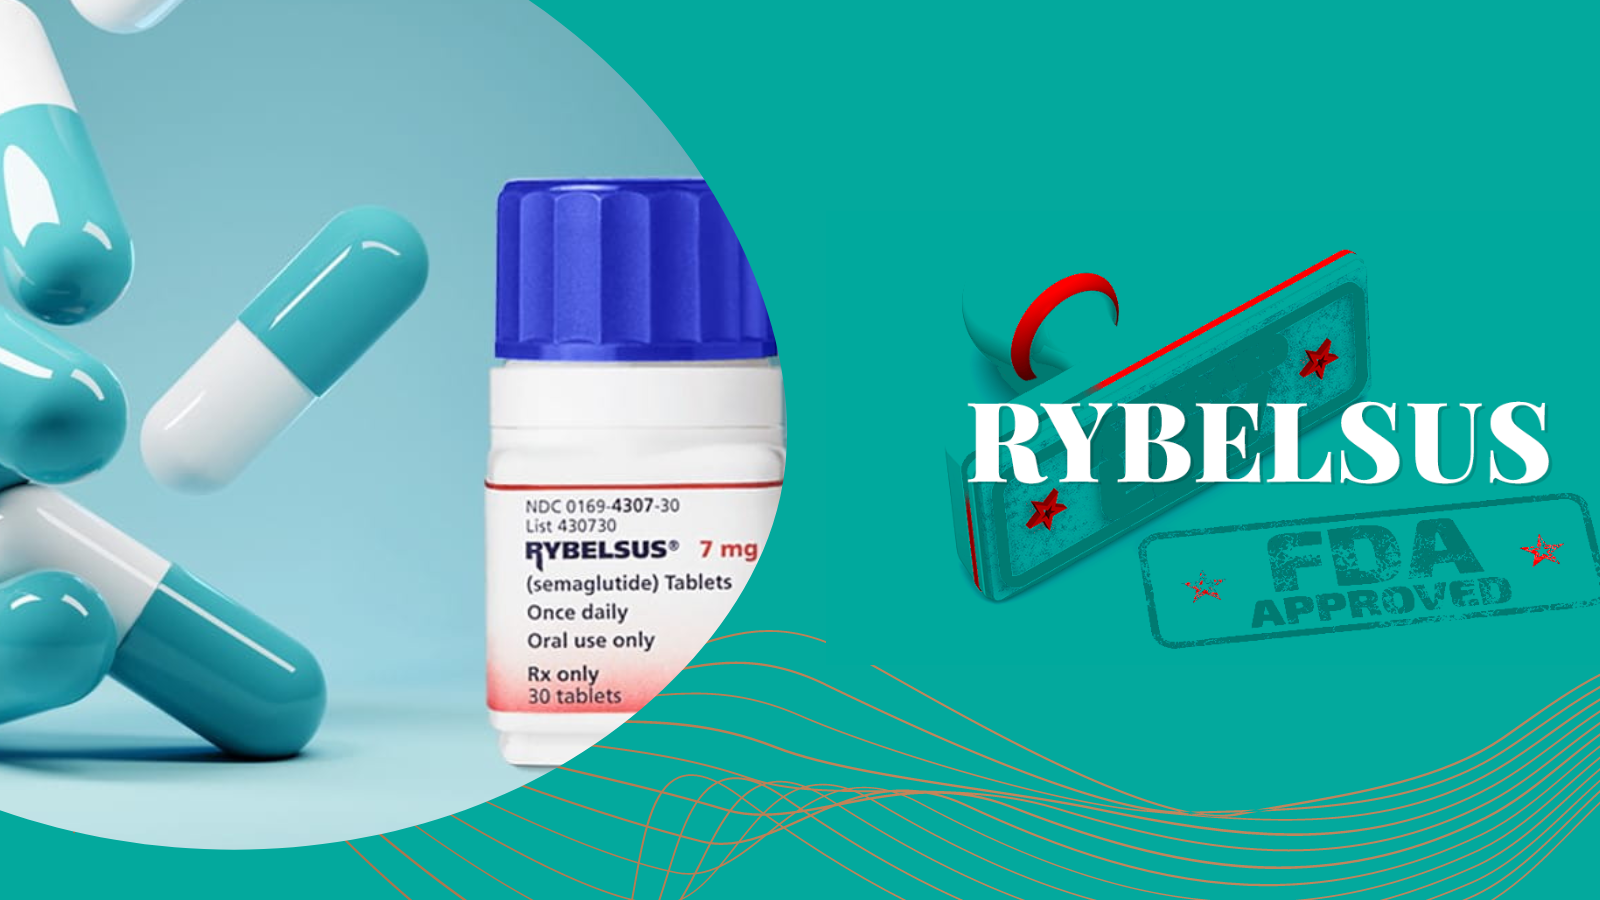 NDC 0169-4307-30
List 430730
RYBELSUS® 7 mg
(semaglutide) Tablets
Once daily
Oral use only
Rx only
30 tablets
RYBELSUS
FDA
APPROVED